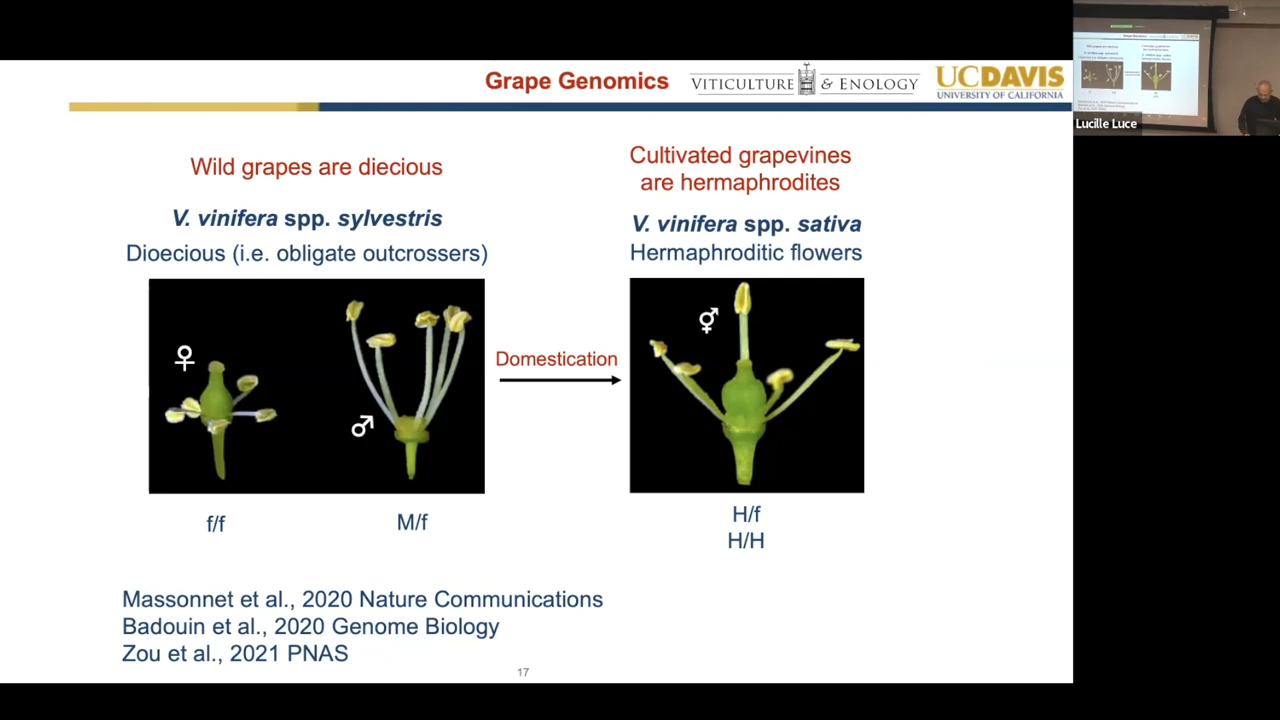 Grape Genomics
VITICULTURE & ENOLOGY
UCDAVIS
UNIVERSITY OF CALIFORNIA
Wild grapes are diecious
V. vinifera spp. sylvestris
Dioecious (i.e. obligate outcrossers)
♀
♂
f/f
M/f
Domestication
Cultivated grapevines
are hermaphrodites
V. vinifera spp. sativa
Hermaphroditic flowers
⚥
H/f
H/H
Massonnet et al., 2020 Nature Communications
Badouin et al., 2020 Genome Biology
Zou et al., 2021 PNAS
17
Lucille Luce